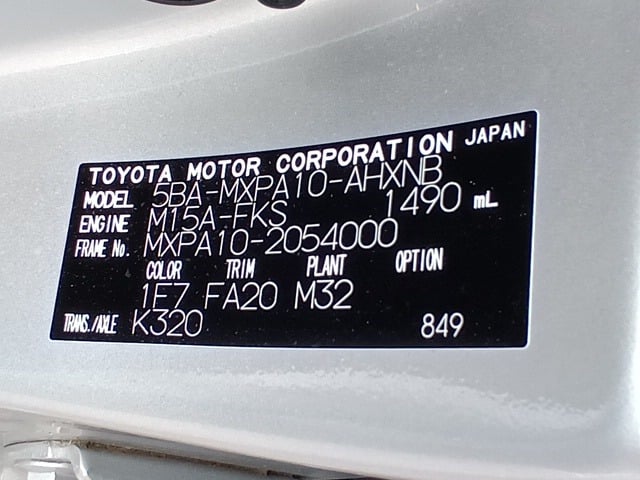 TOYOTA MOTOR CORPORATION JAPAN
MODEL 5BA-MXPA10-AHXNB
ENGINE M15A-FKS 1490 mL
FRAME No. MXPA10-2054000
COLOR TRIM PLANT OPTION
1F7 FA20 M32
TRANS./AXLE K320 849